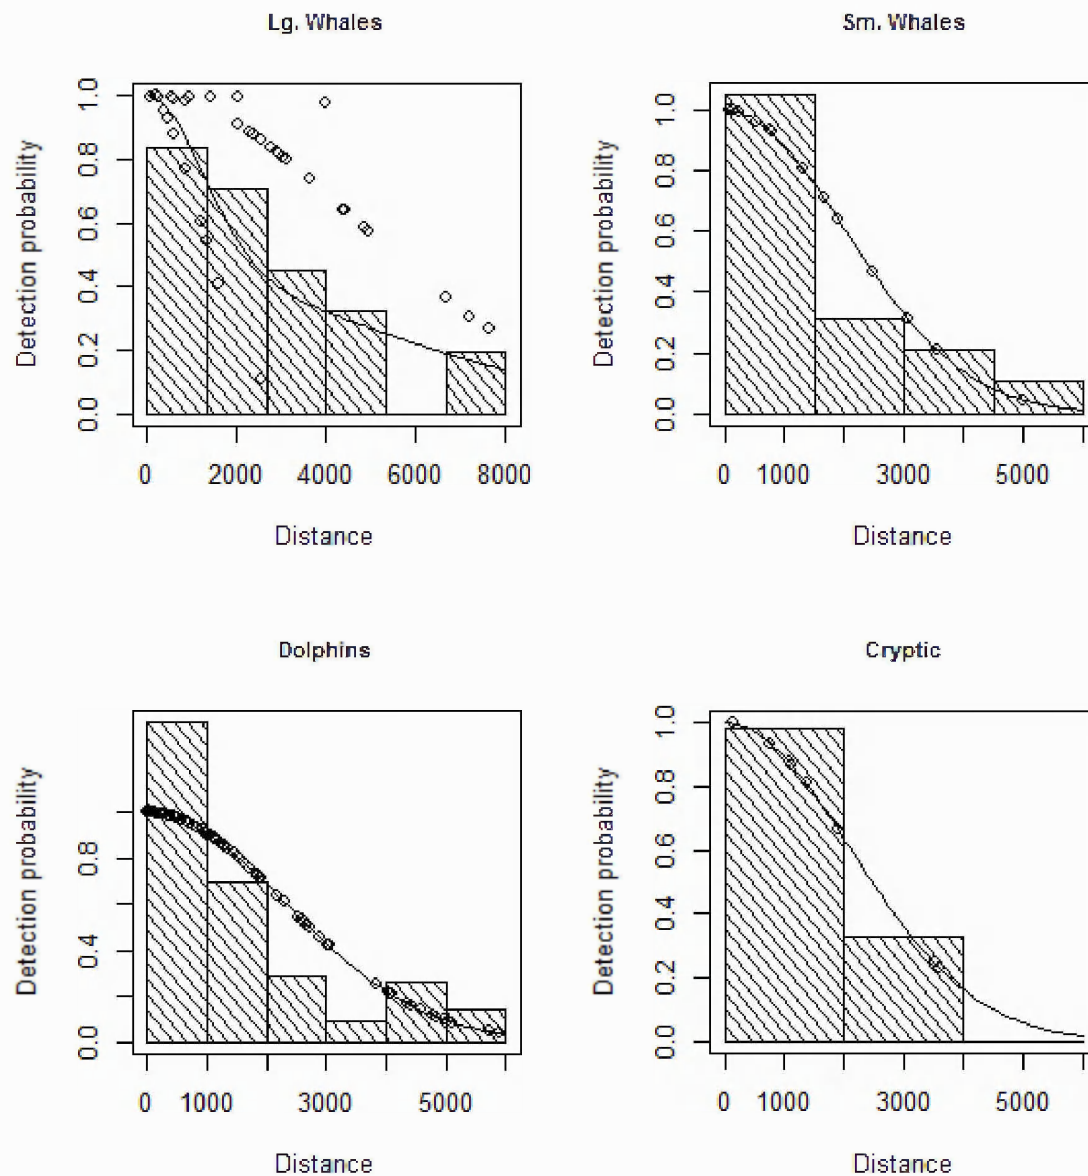 Lg. Whales
Detection probability
0.0 0.2 0.4 0.6 0.8 1.0
0 2000 4000 6000 8000
Distance
Sm. Whales
Detection probability
0.0 0.2 0.4 0.6 0.8 1.0
0 1000 3000 5000
Distance
Dolphins
Detection probability
0.0 0.4 0.8
0 1000 3000 5000
Distance
Cryptic
Detection probability
0.0 0.2 0.4 0.6 0.8 1.0
0 1000 3000 5000
Distance